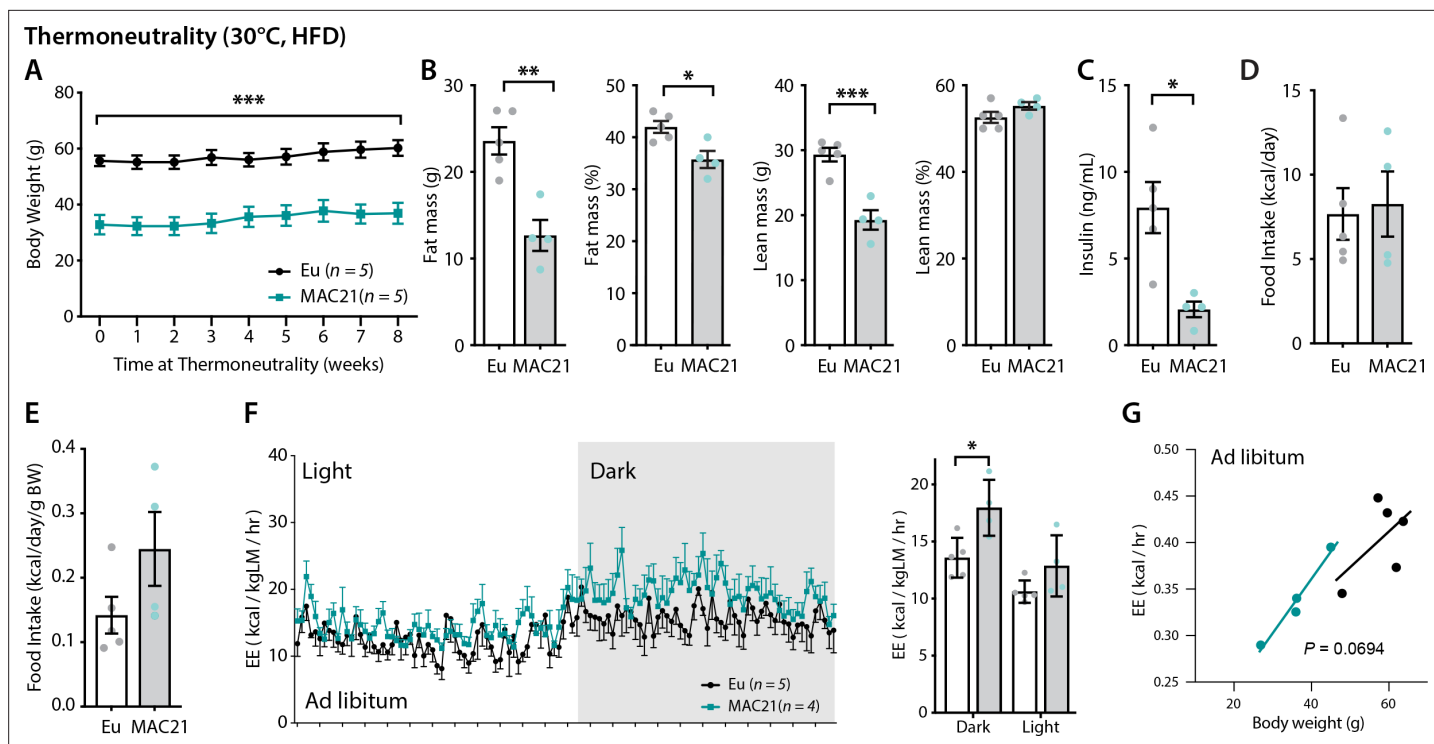 Thermoneutrality (30°C, HFD)
A
Body Weight (g)
80
60
40
20
0
***
Eu (n = 5)
MAC21(n = 5)
0 1 2 3 4 5 6 7 8
Time at Thermoneutrality (weeks)
B
Fat mass (g)
30
20
10
0
**
Eu MAC21
Fat mass (%)
50
40
30
20
10
0
*
Eu MAC21
Lean mass (g)
40
30
20
10
0
***
Eu MAC21
Lean mass (%)
60
40
20
0
Eu MAC21
C
Insulin (ng/mL)
15
10
5
0
*
Eu MAC21
D
Food Intake (kcal/day)
15
10
5
0
Eu MAC21
E
Food Intake (kcal/day/g BW)
0.4
0.3
0.2
0.1
0.0
Eu MAC21
F
EE ( kcal / kgLM / hr )
40
30
20
10
0
Light
Dark
Ad libitum
Eu (n = 5)
MAC21(n = 4)
EE ( kcal / kgLM / hr )
20
15
10
5
0
*
Dark Light
G
EE ( kcal / hr )
0.50
0.45
0.40
0.35
0.30
0.25
Ad libitum
P = 0.0694
20 40 60
Body weight (g)